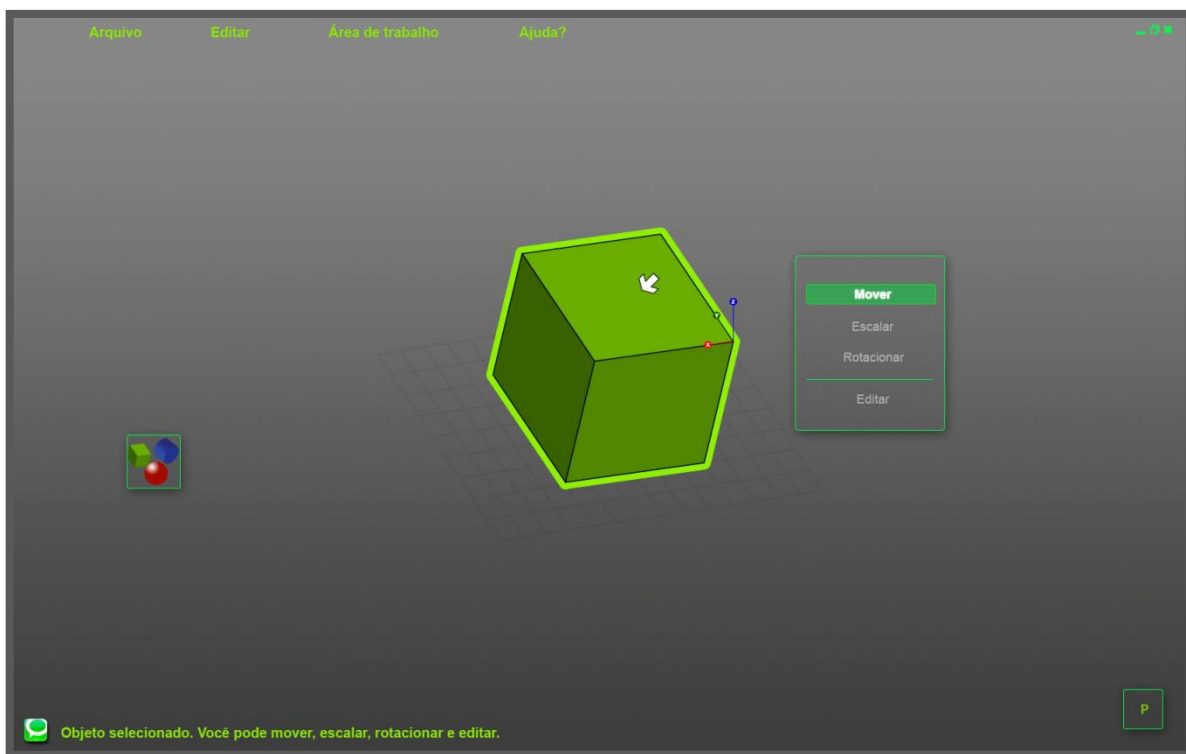 Arquivo Editar Área de trabalho Ajuda?
Z
Y
X
Mover
Escalar
Rotacionar
Editar
P
Objeto selecionado. Você pode mover, escalar, rotacionar e editar.